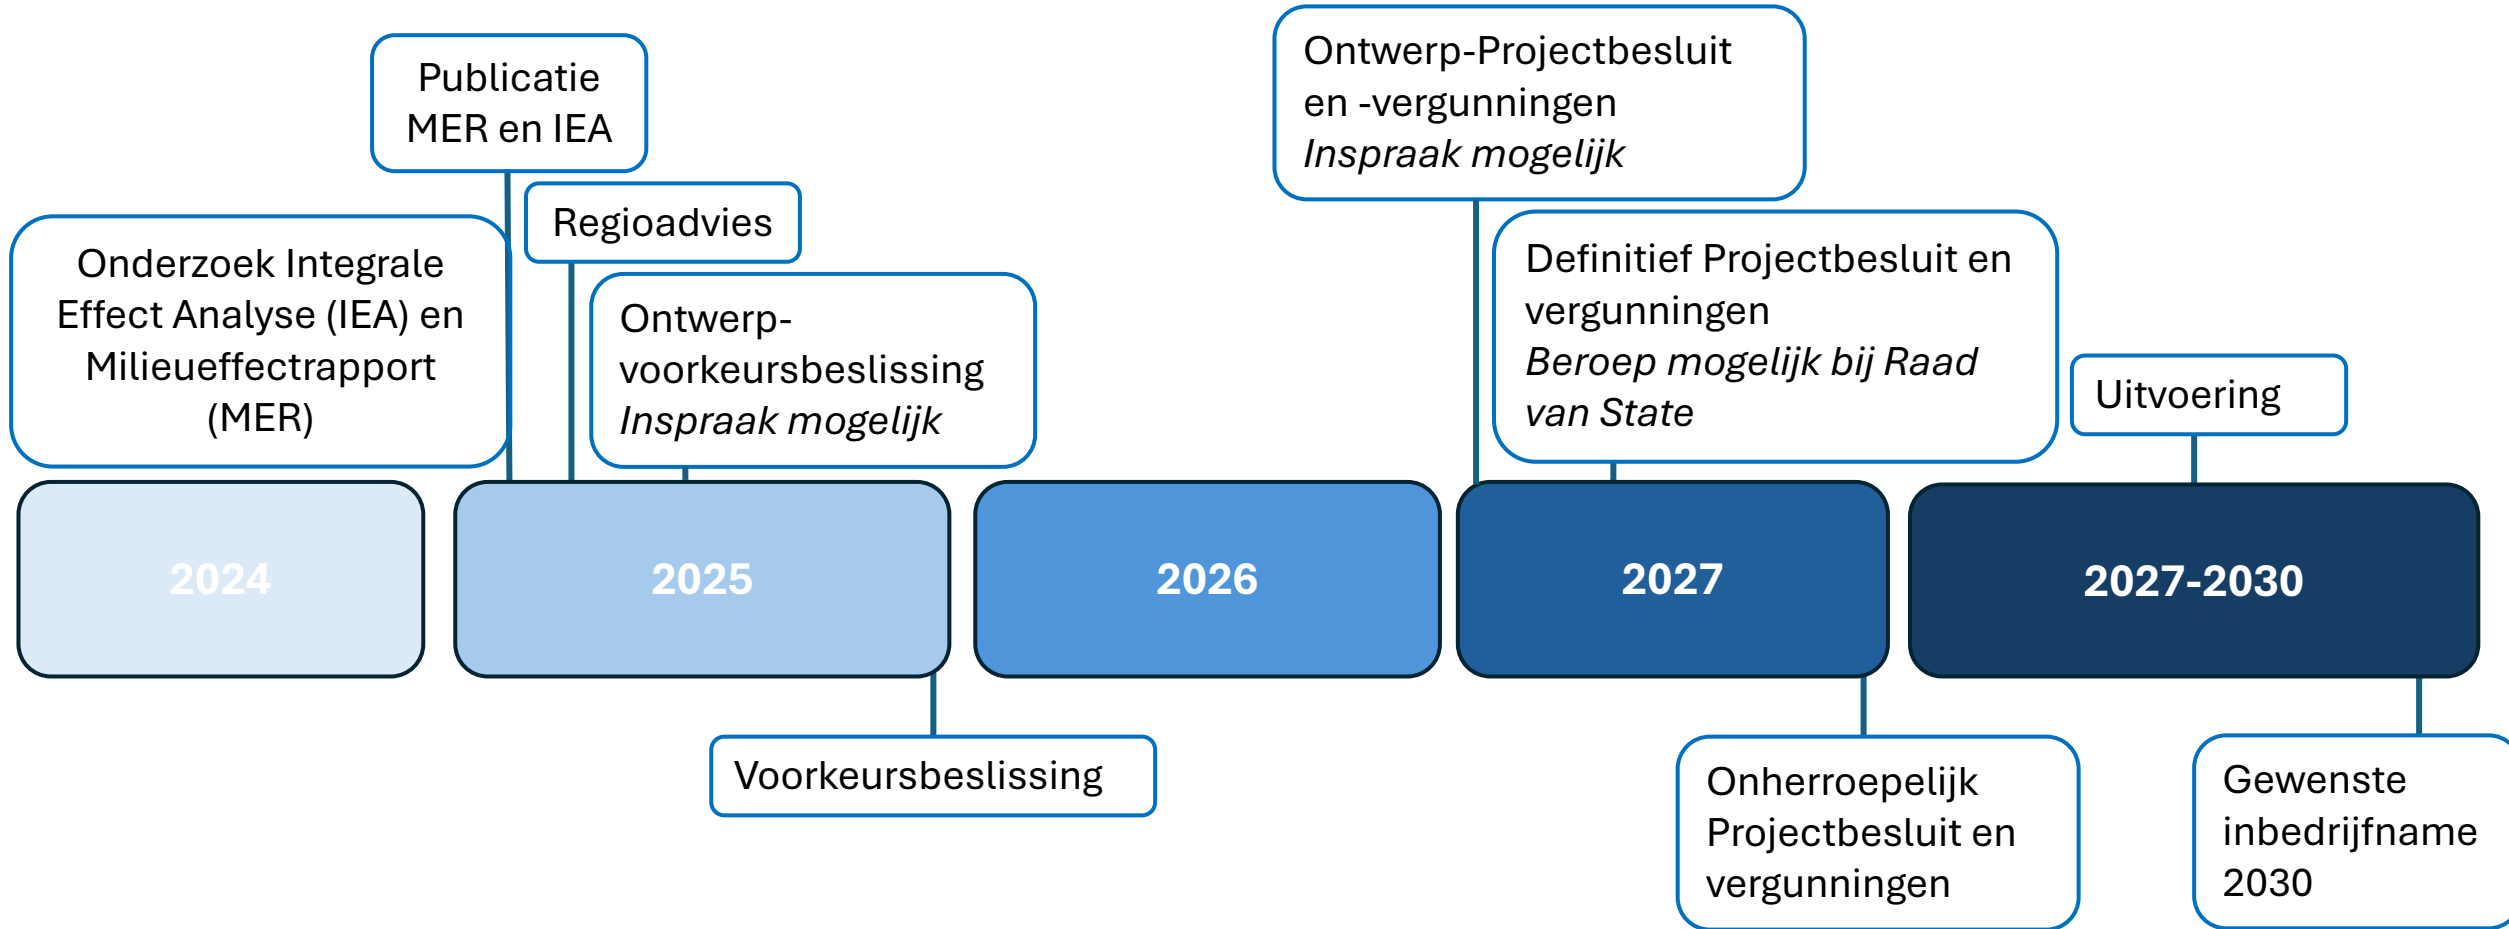 Publicatie
MER en IEA
Regioadvies
Onderzoek Integrale
Effect Analyse (IEA) en
Milieueffectrapport
(MER)
Ontwerp-
voorkeursbeslissing
Inspraak mogelijk
Ontwerp-Projectbesluit
en -vergunningen
Inspraak mogelijk
Definitief Projectbesluit en
vergunningen
Beroep mogelijk bij Raad
van State
Uitvoering
2024
2025
2026
2027
2027-2030
Voorkeursbeslissing
Onherroepelijk
Projectbesluit en
vergunningen
Gewenste
inbedrijfname
2030